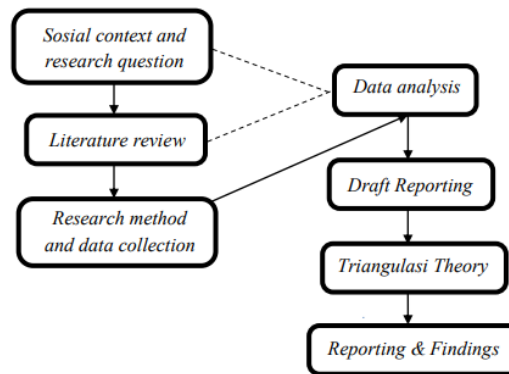 Sosial context and
research question
Literature review
Research method
and data collection
Data analysis
Draft Reporting
Triangulasi Theory
Reporting & Findings